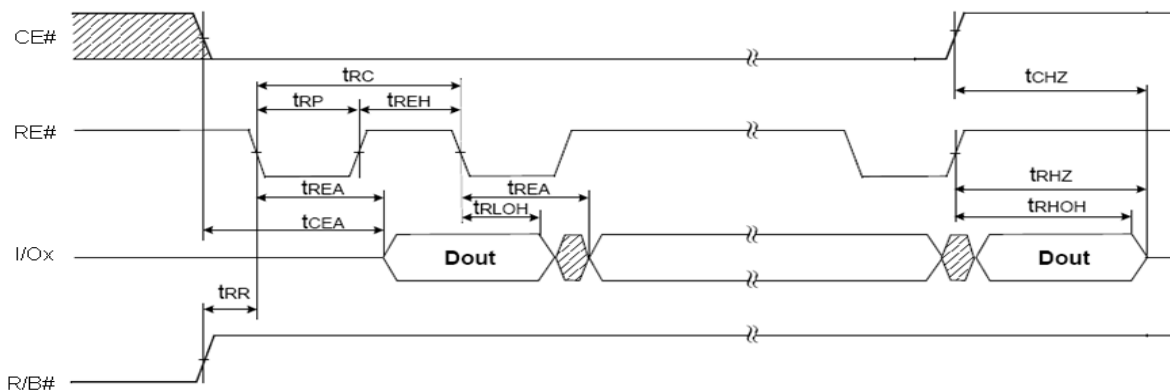 CE#
tRC
tCHZ
tRP
tREH
RE#
tREA
tREA
tRHZ
tRLOH
tRHOH
tCEA
I/Ox
Dout
Dout
tRR
R/B#